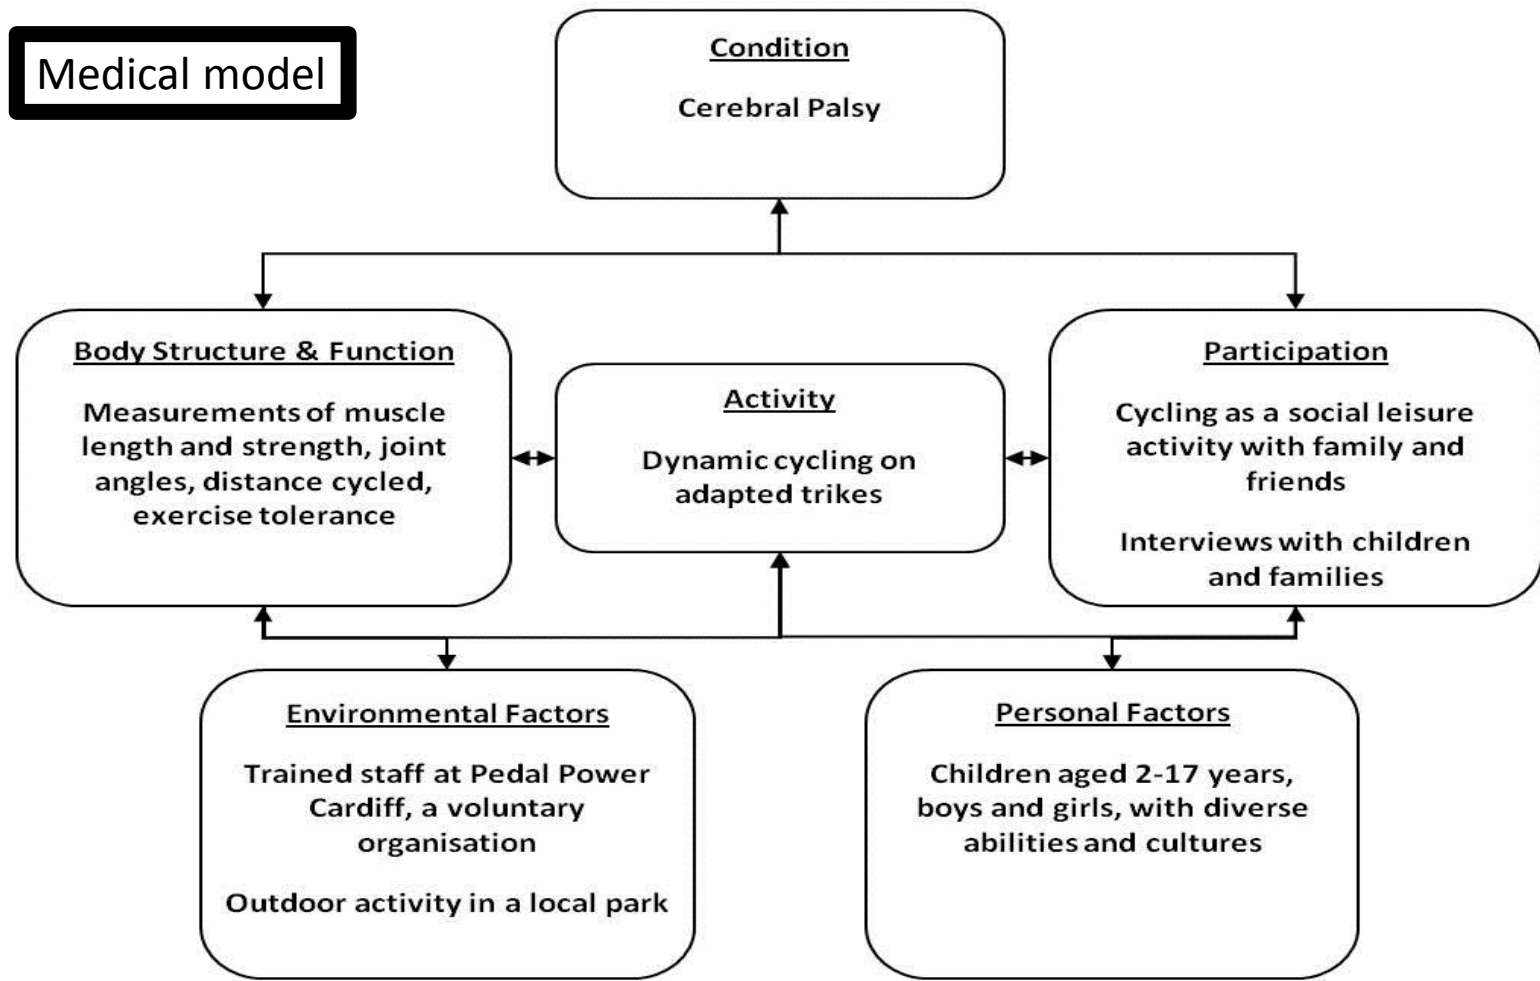 Medical model
Condition
Cerebral Palsy
Body Structure & Function
Measurements of muscle
length and strength, joint
angles, distance cycled,
exercise tolerance
Activity
Dynamic cycling on
adapted trikes
Participation
Cycling as a social leisure
activity with family and
friends
Interviews with children
and families
Environmental Factors
Trained staff at Pedal Power
Cardiff, a voluntary
organisation
Outdoor activity in a local park
Personal Factors
Children aged 2-17 years,
boys and girls, with diverse
abilities and cultures